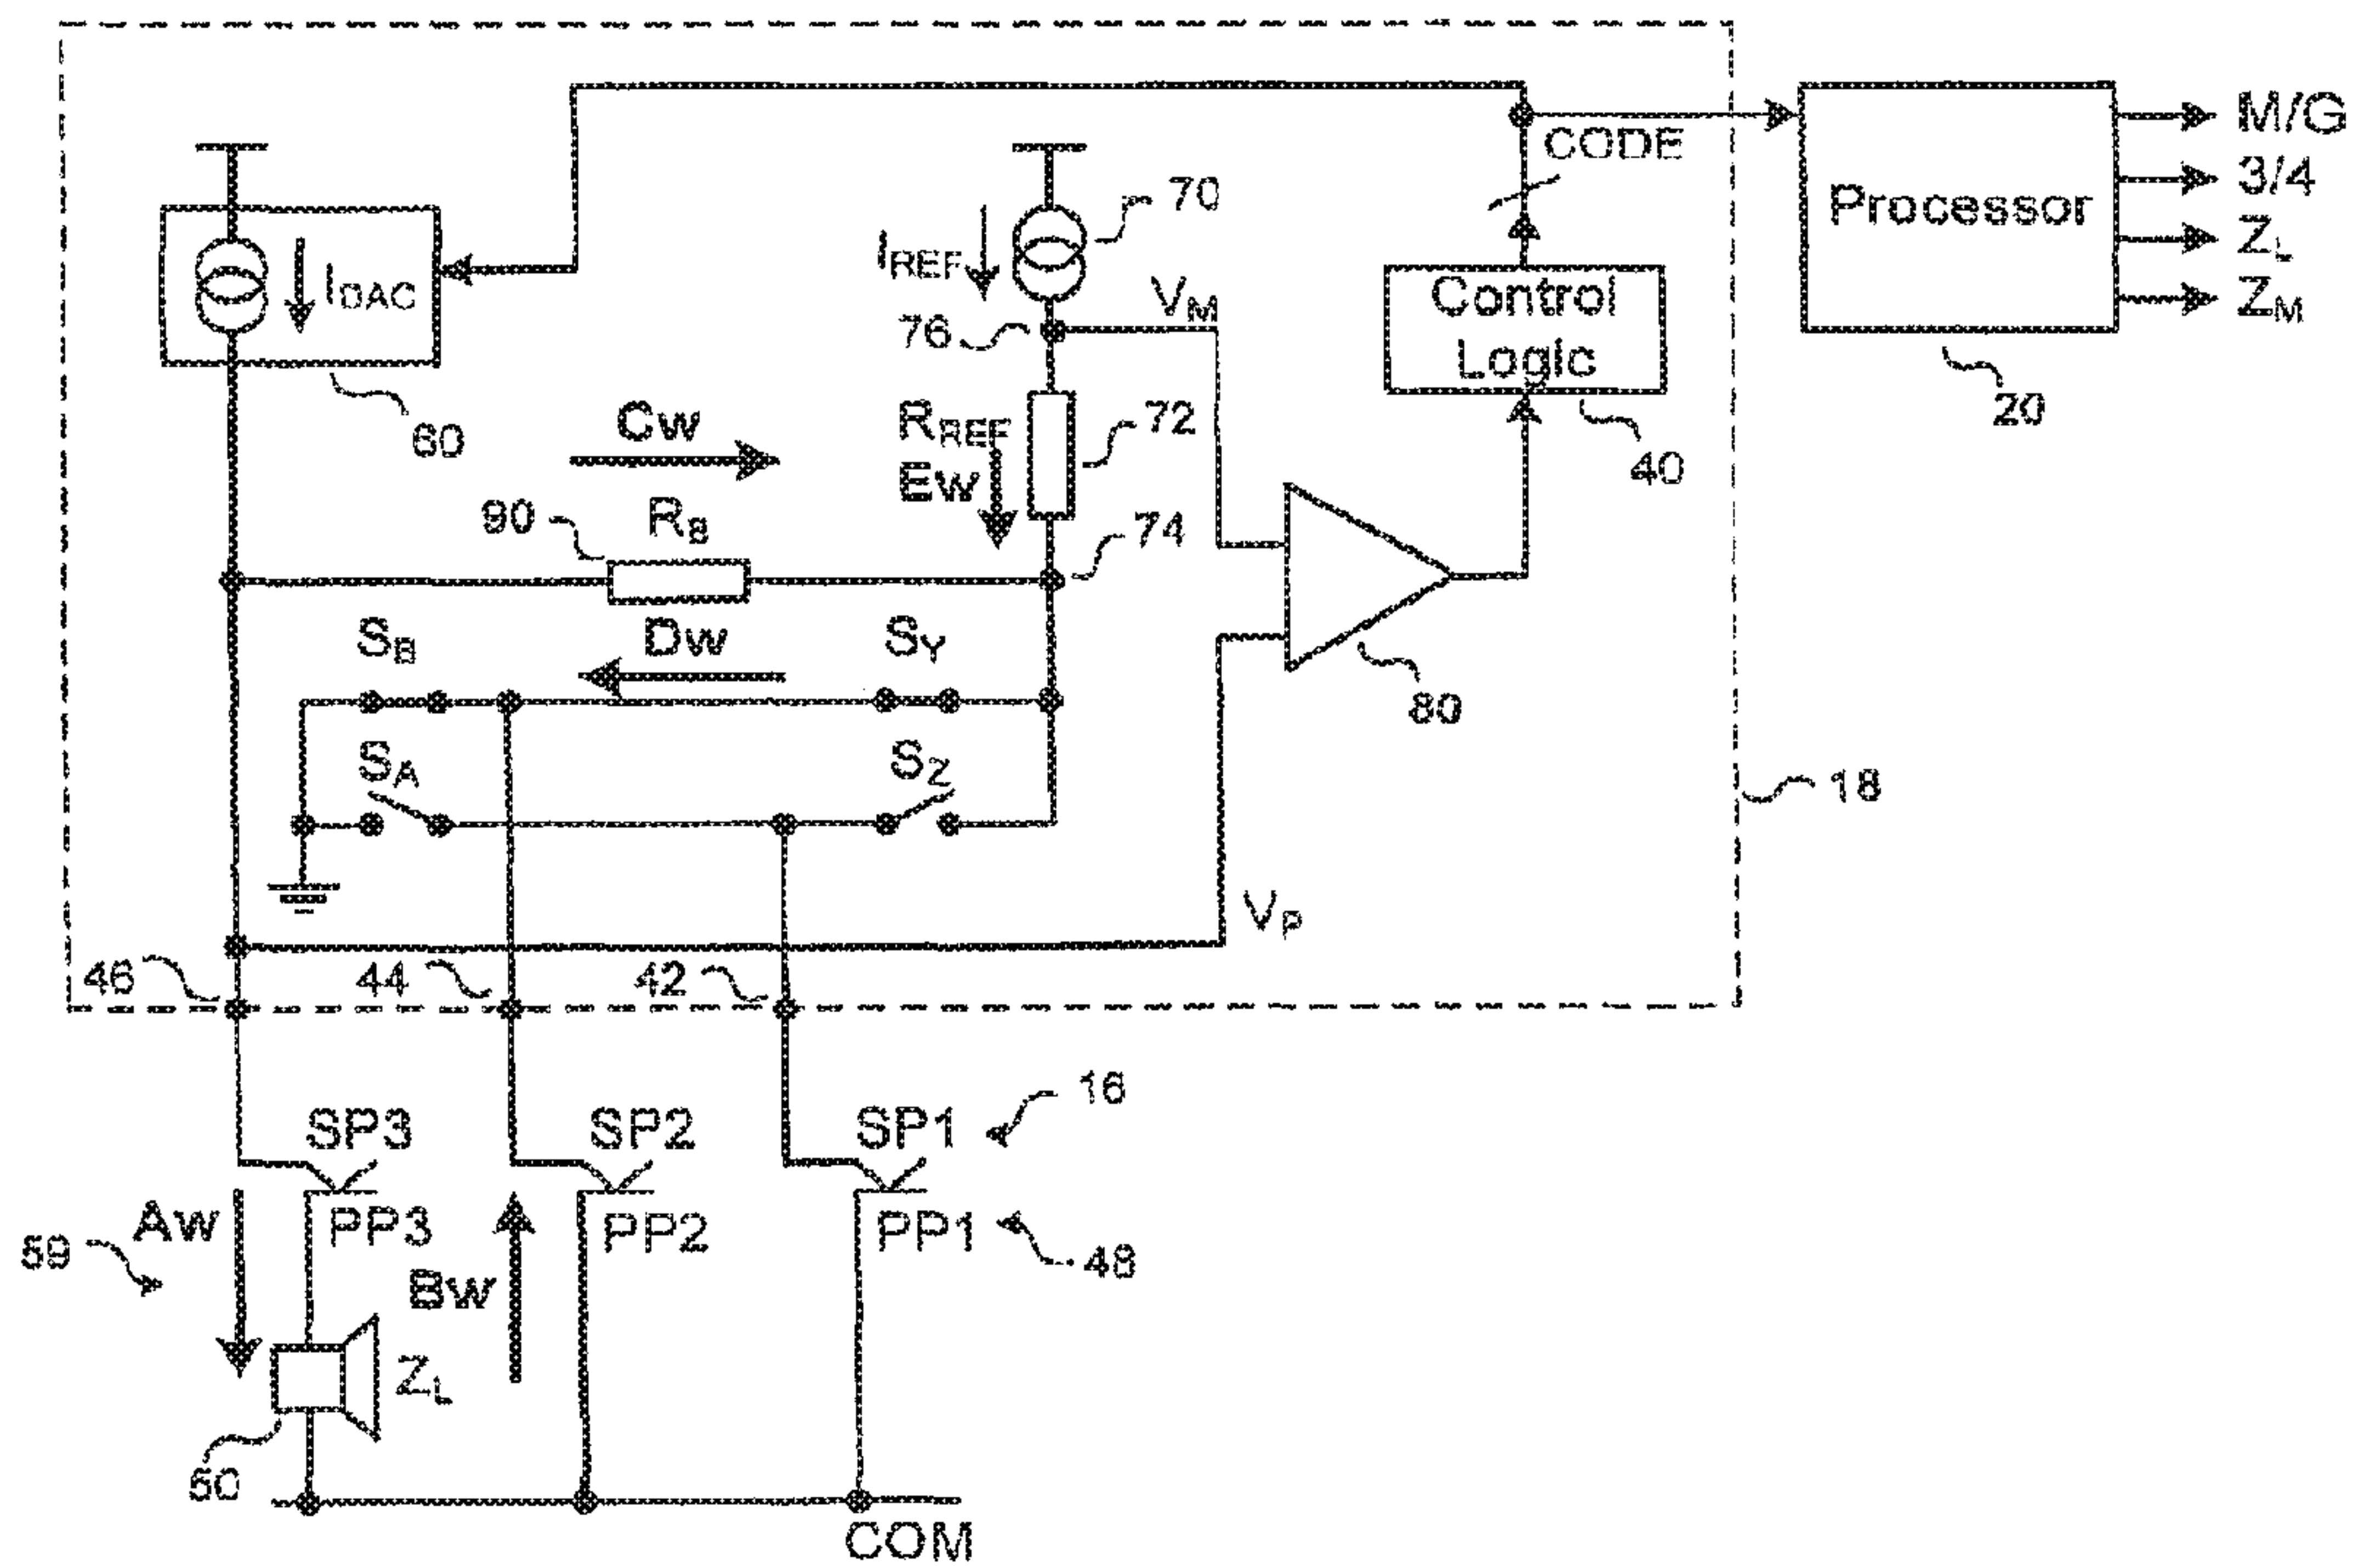 M/G
CODE
3/4
Processor
70
I_REF
Z_L
I_DAC
V_M
Control
Logic
Z_M
76
20
60
Cw
R_REF
72
40
Ew
90
R_B
74
S_B
Dw
S_Y
80
S_A
S_Z
18
V_P
46
44
42
16
SP3
SP2
SP1
Aw
PP3
PP2
PP1
59
48
Bw
Z_L
50
COM